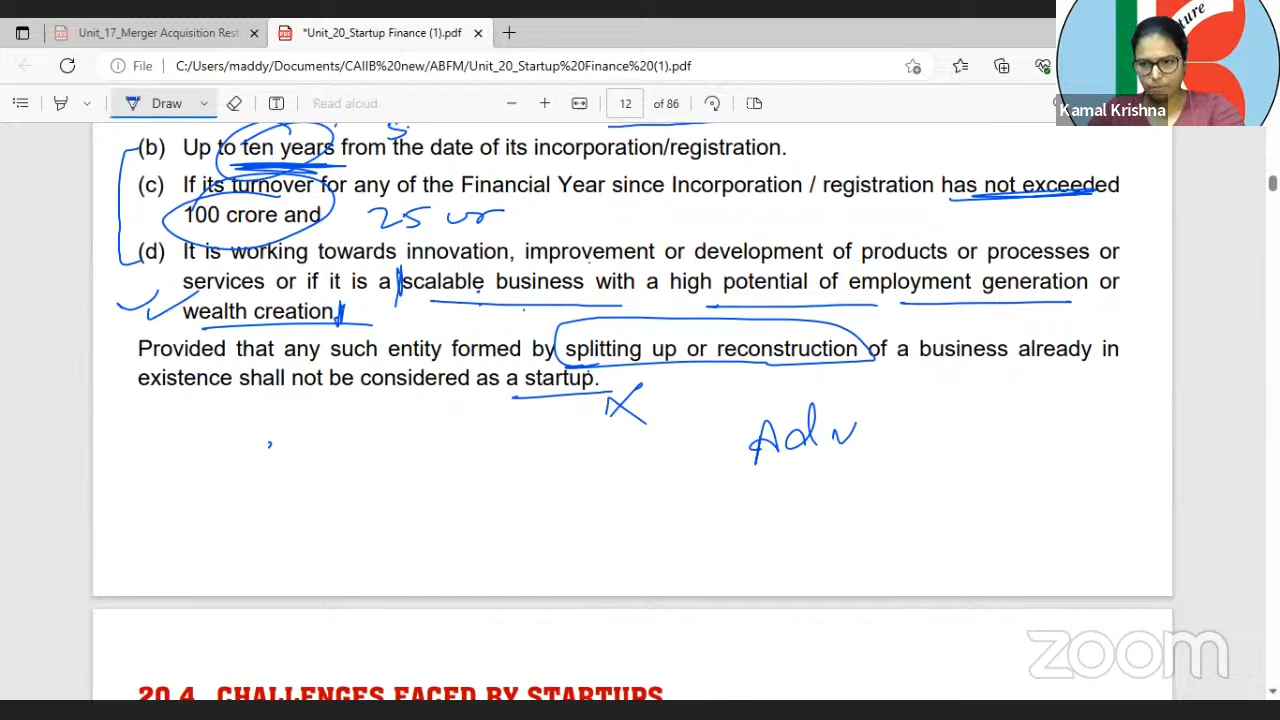 Unit_17_Merger Acquisition Rest
*Unit_20_Startup Finance (1).pdf
File
C:/Users/maddy/Documents/CAIIB%20new/ABFM/Unit_20_Startup%20Finance%20(1).pdf
Draw
Read aloud
12
of 86
Kamal Krishna
5
(b) Up to ten years from the date of its incorporation/registration.
(c) If its turnover for any of the Financial Year since Incorporation / registration has not exceeded
100 crore and 25
(d) It is working towards innovation, improvement or development of products or processes or
services or if it is a scalable business with a high potential of employment generation or
wealth creation.
Provided that any such entity formed by splitting up or reconstruction of a business already in
existence shall not be considered as a startup.
Adv
zoom
20.4 CHALLENGES FACED BY STARTUPS